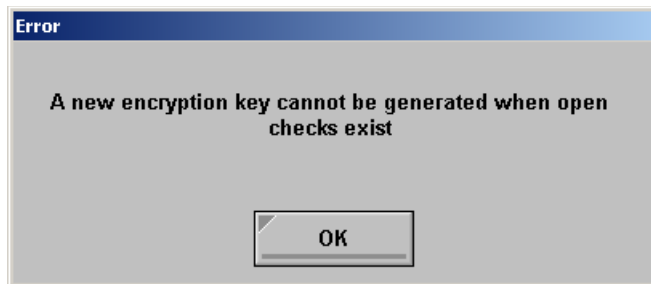 Error
A new encryption key cannot be generated when open
checks exist
OK